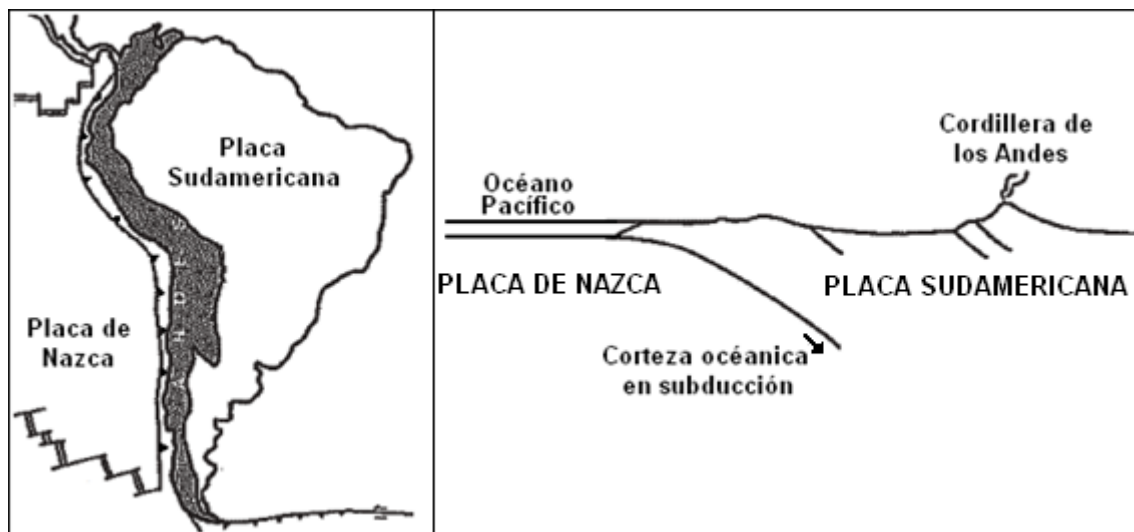 Placa
Sudamericana
ANDES
Placa de
Nazca
Cordillera de
los Andes
Océano
Pacífico
PLACA DE NAZCA
PLACA SUDAMERICANA
Corteza océanica
en subducción